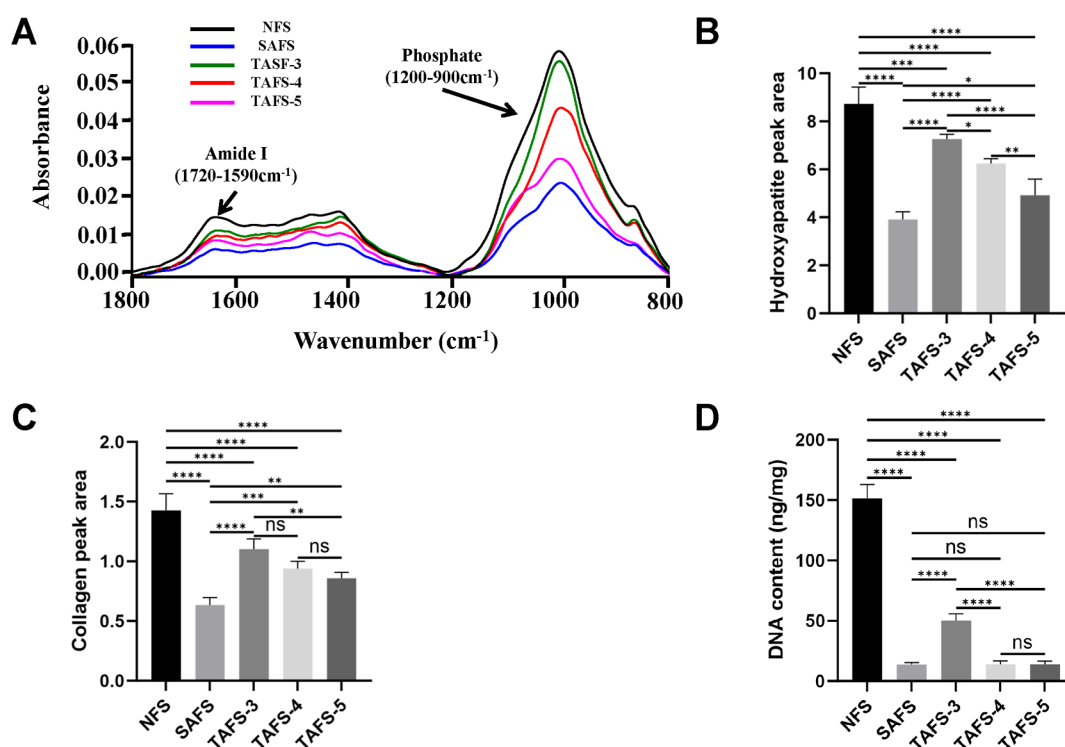 A
NFS
SAFS
TASF-3
TAFS-4
TAFS-5
Phosphate
(1200-900cm⁻¹)
Amide I
(1720-1590cm⁻¹)
Absorbance
0.06
0.05
0.04
0.03
0.02
0.01
0.00
1800
1600
1400
1200
1000
800
Wavenumber (cm⁻¹)
B
Hydroxyapatite peak area
10
8
6
4
2
0
****
****
***
****
*
****
****
****
*
**
NFS
SAFS
TAFS-3
TAFS-4
TAFS-5
C
Collagen peak area
2.0
1.5
1.0
0.5
0.0
****
****
****
****
**
***
**
****
ns
ns
NFS
SAFS
TAFS-3
TAFS-4
TAFS-5
D
DNA content (ng/mg)
200
150
100
50
0
****
****
****
****
ns
ns
****
****
****
ns
NFS
SAFS
TAFS-3
TAFS-4
TAFS-5